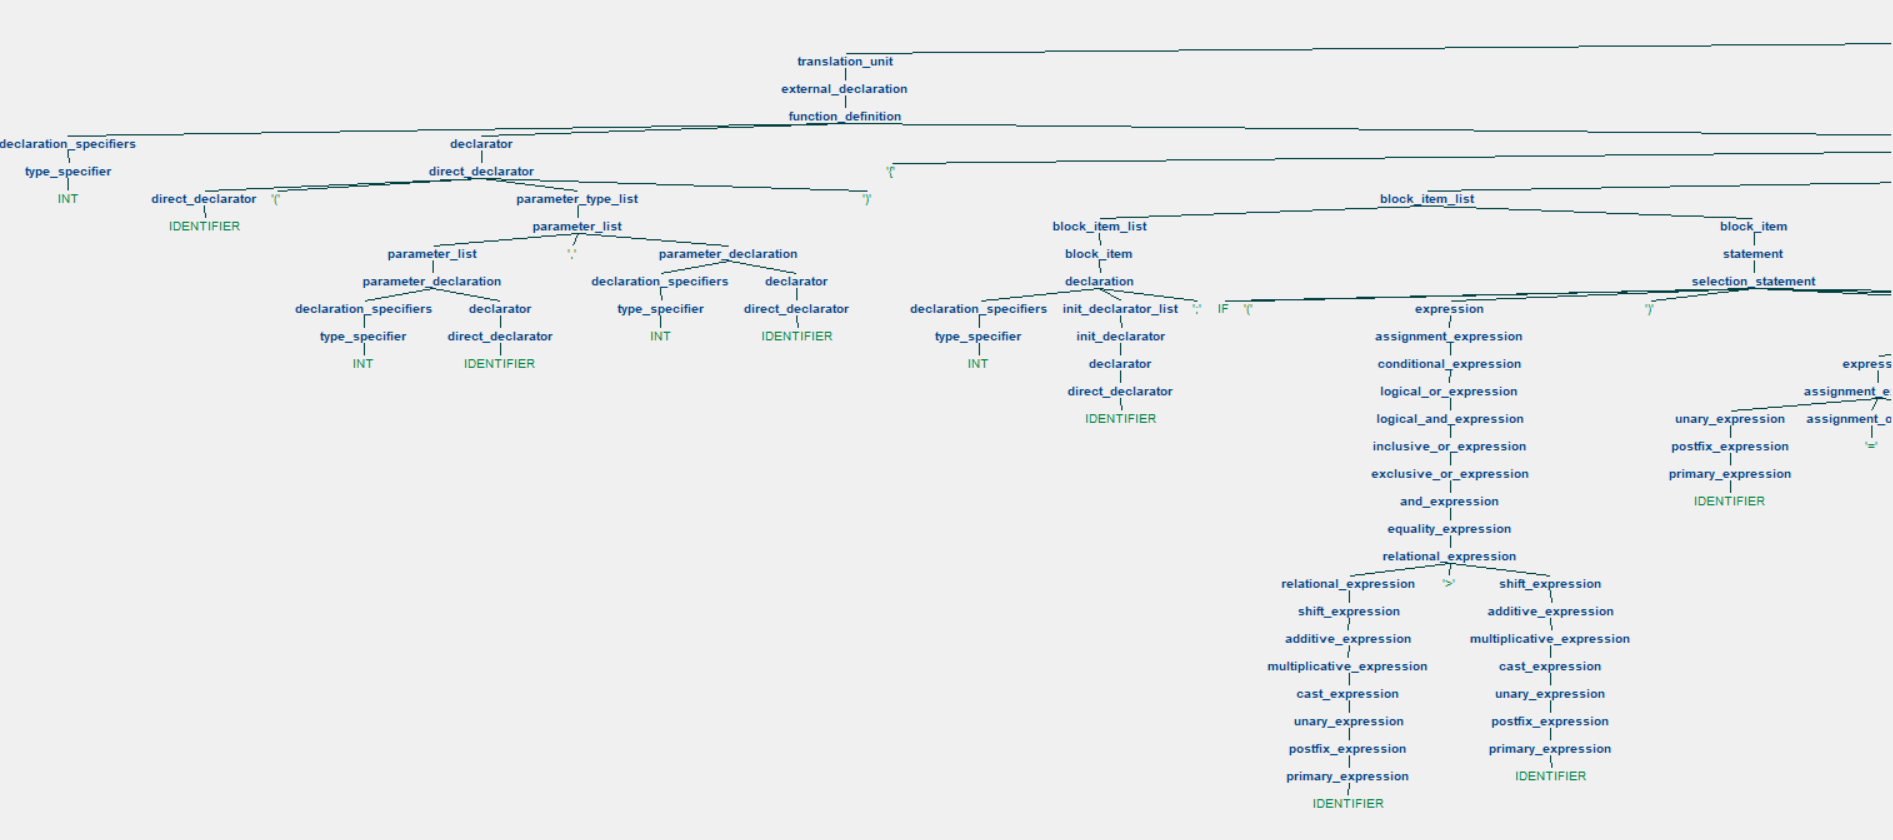 translation_unit
external_declaration
function_definition
declaration_specifiers declarator
type_specifier direct_declarator '{'
INT direct_declarator '(' parameter_type_list ')' block_item_list
IDENTIFIER parameter_list block_item_list block_item
parameter_list ',' parameter_declaration block_item statement
parameter_declaration declaration_specifiers declarator declaration selection_statement
declaration_specifiers declarator type_specifier direct_declarator declaration_specifiers init_declarator_list ';' IF '(' expression ')'
type_specifier direct_declarator INT IDENTIFIER type_specifier init_declarator assignment_expression
INT IDENTIFIER INT declarator conditional_expression express
direct_declarator logical_or_expression assignment_e
IDENTIFIER logical_and_expression unary_expression assignment_o
inclusive_or_expression postfix_expression '='
exclusive_or_expression primary_expression
and_expression IDENTIFIER
equality_expression
relational_expression
relational_expression '>' shift_expression
shift_expression additive_expression
additive_expression multiplicative_expression
multiplicative_expression cast_expression
cast_expression unary_expression
unary_expression postfix_expression
postfix_expression primary_expression
primary_expression IDENTIFIER
IDENTIFIER